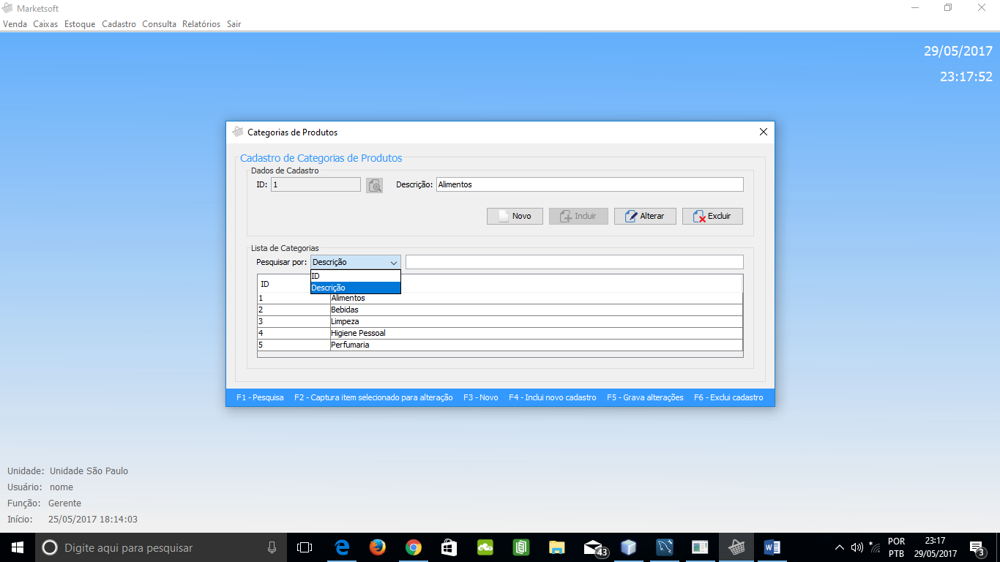 Marketsoft
Venda Caixas Estoque Cadastro Consulta Relatórios Sair
29/05/2017
23:17:52
Categorias de Produtos
Cadastro de Categorias de Produtos
Dados de Cadastro
ID: 1 Descrição: Alimentos
Novo Incluir Alterar Excluir
Lista de Categorias
Pesquisar por: Descrição
ID
Descrição
ID
1 Alimentos
2 Bebidas
3 Limpeza
4 Higiene Pessoal
5 Perfumaria
F1 - Pesquisa F2 - Captura item selecionado para alteração F3 - Novo F4 - Inclui novo cadastro F5 - Grava alterações F6 - Exclui cadastro
Unidade: Unidade São Paulo
Usuário: nome
Função: Gerente
Início: 25/05/2017 18:14:03
Digite aqui para pesquisar
43
POR
PTB
23:17
29/05/2017
3